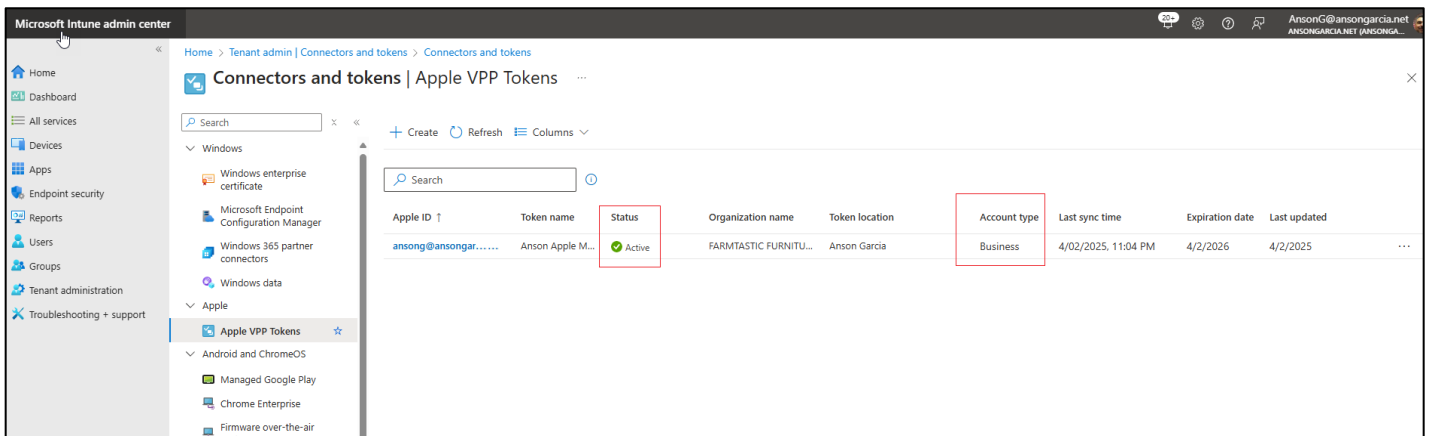 Microsoft Intune admin center
20+
AnsonG@ansongarcia.net
ANSONGARCIA.NET (ANSONGA...
Home
Dashboard
All services
Devices
Apps
Endpoint security
Reports
Users
Groups
Tenant administration
Troubleshooting + support
Home > Tenant admin | Connectors and tokens > Connectors and tokens
Connectors and tokens | Apple VPP Tokens ...
Search
Windows
Windows enterprise
certificate
Microsoft Endpoint
Configuration Manager
Windows 365 partner
connectors
Windows data
Apple
Apple VPP Tokens
Android and ChromeOS
Managed Google Play
Chrome Enterprise
Firmware over-the-air
Create Refresh Columns
Search
Apple ID ↑ Token name Status Organization name Token location Account type Last sync time Expiration date Last updated
ansong@ansongar...... Anson Apple M... Active FARMTASTIC FURNITU... Anson Garcia Business 4/02/2025, 11:04 PM 4/2/2026 4/2/2025 ...